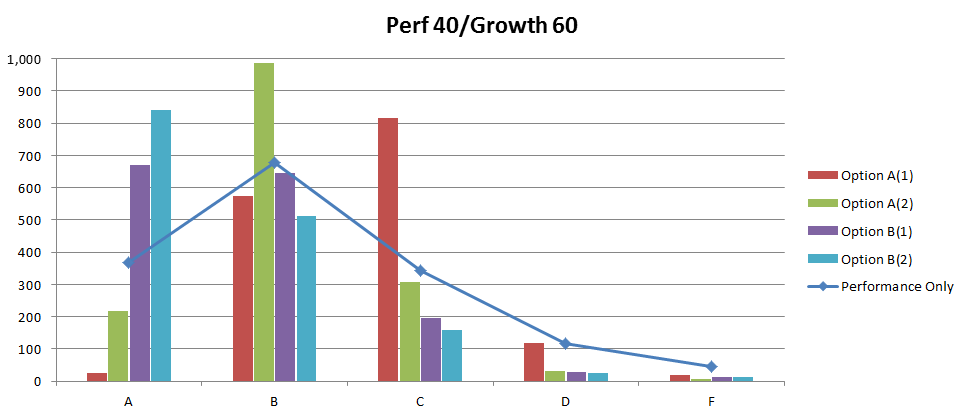 Perf 40/Growth 60
1,000
900
800
700
600
500
400
300
200
100
0
A B C D F
Option A(1)
Option A(2)
Option B(1)
Option B(2)
Performance Only